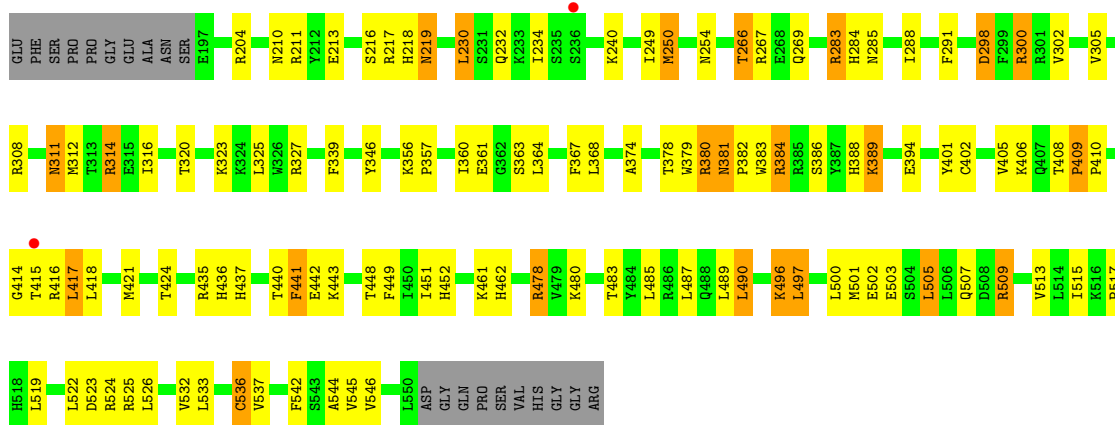 GLU PHE SER PRO PRO GLY GLU ALA ASN SER E197 R204 N210 R211 Y212 E213 S216 R217 H218 N219 L230 S231 Q232 K233 I234 S235 S236 K240 I249 M250 N254 T266 R267 E268 Q269 R283 H284 N285 I288 F291 D298 F299 R300 R301 V302 V305
R308 N311 M312 T313 R314 E315 I316 T320 K323 K324 L325 W326 R327 F339 Y346 K356 P357 I360 E361 G362 S363 L364 F367 L368 A374 T378 W379 R380 N381 P382 W383 R384 R385 S386 Y387 H388 K389 E394 Y401 C402 V405 K406 Q407 T408 P409 P410
G414 T415 R416 L417 L418 M421 T424 R435 H436 H437 T440 F441 E442 K443 T448 F449 I450 I451 H452 K461 H462 R478 V479 K480 T483 Y484 L485 R486 L487 Q488 L489 L490 K496 L497 L500 M501 E502 E503 S504 L505 L506 Q507 D508 R509 V513 L514 I515 K516
H518 L519 L522 D523 R524 R525 L526 V532 L533 C536 V537 F542 S543 A544 V545 V546 L550 ASP GLY GLN PRO SER VAL HIS GLY GLY ARG